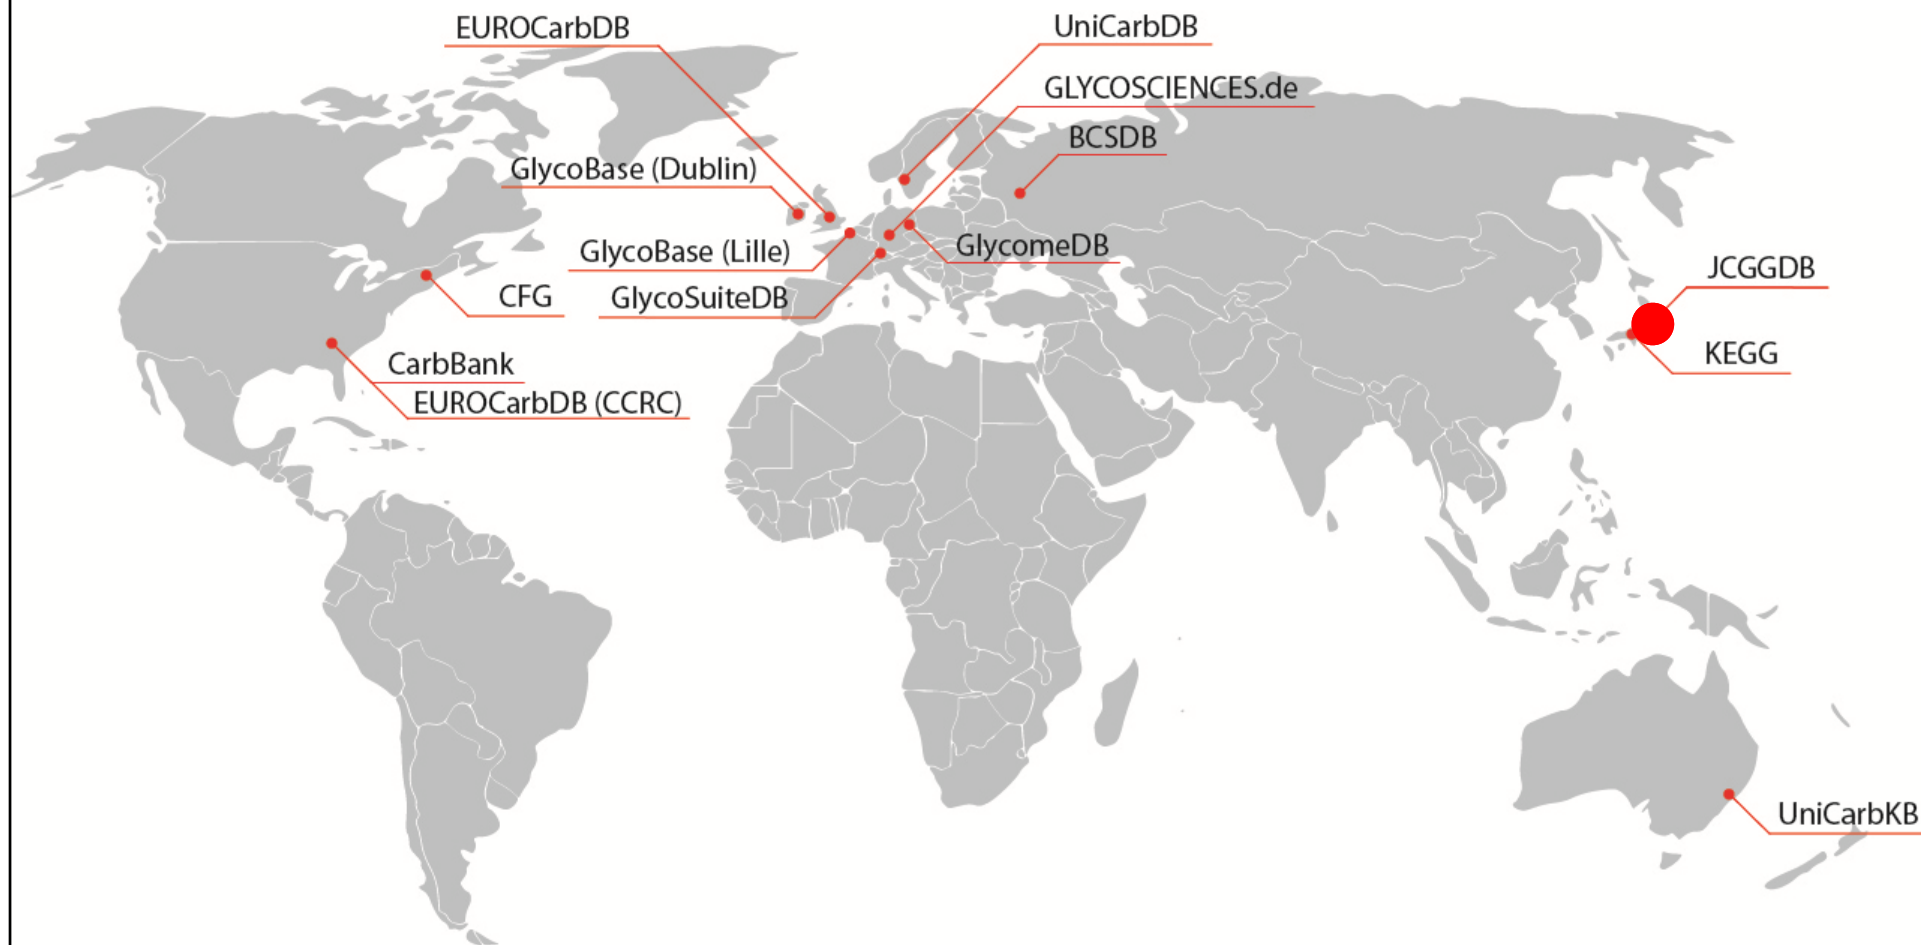 EUROCarbDB
UniCarbDB
GLYCOSCIENCES.de
BCSDB
GlycoBase (Dublin)
GlycoBase (Lille)
GlycomeDB
JCGGDB
CFG
GlycoSuiteDB
KEGG
CarbBank
EUROCarbDB (CCRC)
UniCarbKB